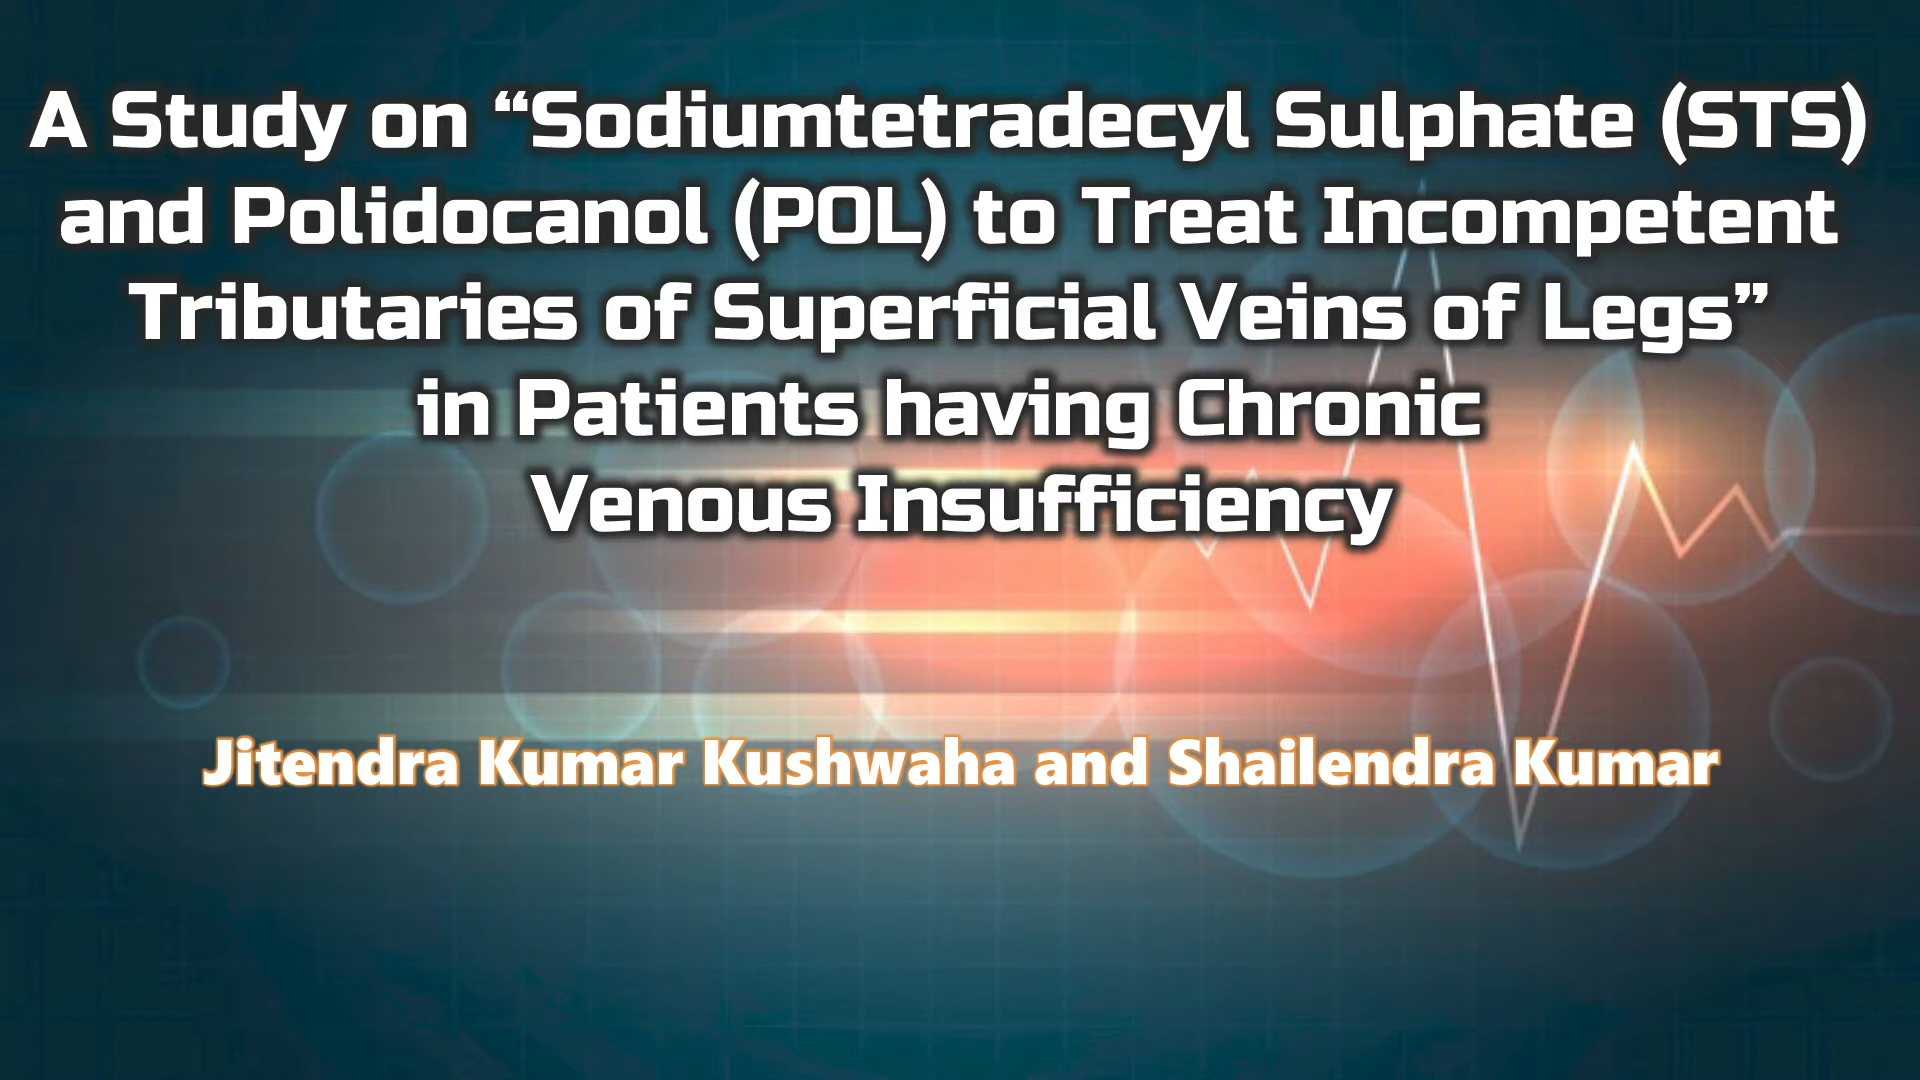 A Study on “Sodiumtetradecyl Sulphate (STS)
and Polidocanol (POL) to Treat Incompetent
Tributaries of Superficial Veins of Legs”
in Patients having Chronic
Venous Insufficiency
Jitendra Kumar Kushwaha and Shailendra Kumar